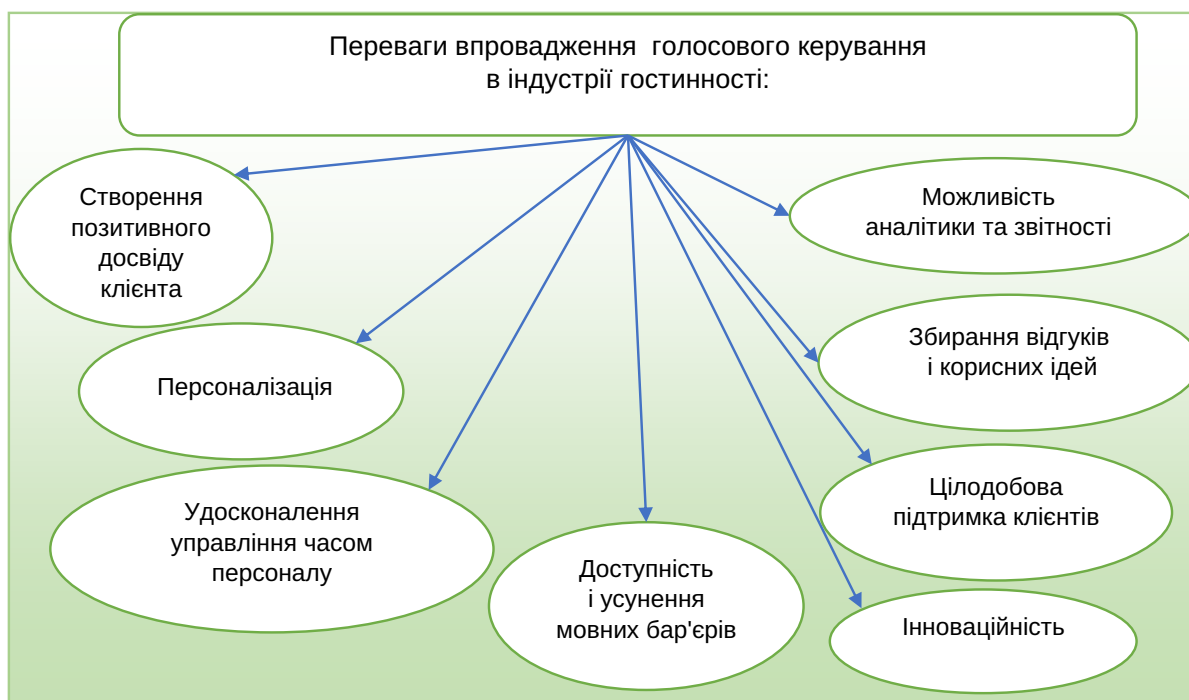 Переваги впровадження голосового керування
в індустрії гостинності:
Створення
позитивного
досвіду
клієнта
Персоналізація
Удосконалення
управління часом
персоналу
Доступність
і усунення
мовних бар'єрів
Можливість
аналітики та звітності
Збирання відгуків
і корисних ідей
Цілодобова
підтримка клієнтів
Інноваційність